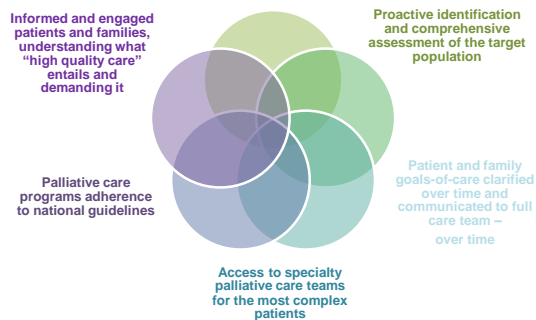 Informed and engaged
patients and families,
understanding what
“high quality care”
entails and
demanding it
Proactive identification
and comprehensive
assessment of the target
population
Patient and family
goals-of-care clarified
over time and
communicated to full
care team –
over time
Access to specialty
palliative care teams
for the most complex
patients
Palliative care
programs adherence
to national guidelines